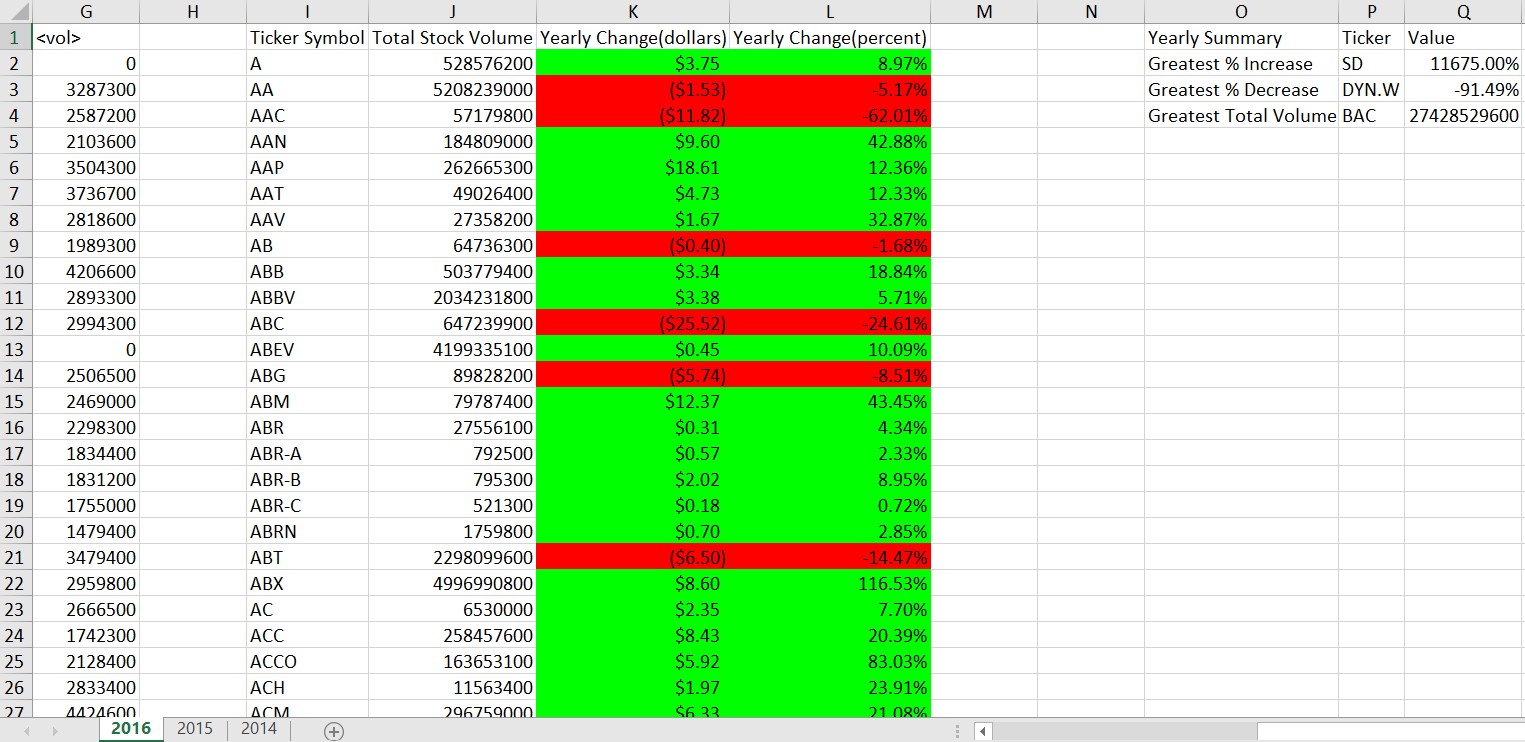 G H I J K L M N O P Q
1 <vol> Ticker Symbol Total Stock Volume Yearly Change(dollars) Yearly Change(percent) Yearly Summary Ticker Value
2 0 A 528576200 $3.75 8.97% Greatest % Increase SD 11675.00%
3 3287300 AA 5208239000 ($1.53) -5.17% Greatest % Decrease DYN.W -91.49%
4 2587200 AAC 57179800 ($11.82) -62.01% Greatest Total Volume BAC 27428529600
5 2103600 AAN 184809000 $9.60 42.88%
6 3504300 AAP 262665300 $18.61 12.36%
7 3736700 AAT 49026400 $4.73 12.33%
8 2818600 AAV 27358200 $1.67 32.87%
9 1989300 AB 64736300 ($0.40) -1.68%
10 4206600 ABB 503779400 $3.34 18.84%
11 2893300 ABBV 2034231800 $3.38 5.71%
12 2994300 ABC 647239900 ($25.52) -24.61%
13 0 ABEV 4199335100 $0.45 10.09%
14 2506500 ABG 89828200 ($5.74) -8.51%
15 2469000 ABM 79787400 $12.37 43.45%
16 2298300 ABR 27556100 $0.31 4.34%
17 1834400 ABR-A 792500 $0.57 2.33%
18 1831200 ABR-B 795300 $2.02 8.95%
19 1755000 ABR-C 521300 $0.18 0.72%
20 1479400 ABRN 1759800 $0.70 2.85%
21 3479400 ABT 2298099600 ($6.50) -14.47%
22 2959800 ABX 4996990800 $8.60 116.53%
23 2666500 AC 6530000 $2.35 7.70%
24 1742300 ACC 258457600 $8.43 20.39%
25 2128400 ACCO 163653100 $5.92 83.03%
26 2833400 ACH 11563400 $1.97 23.91%
27 4424600 ACM 296759000 $6.33 21.08%
2016 2015 2014